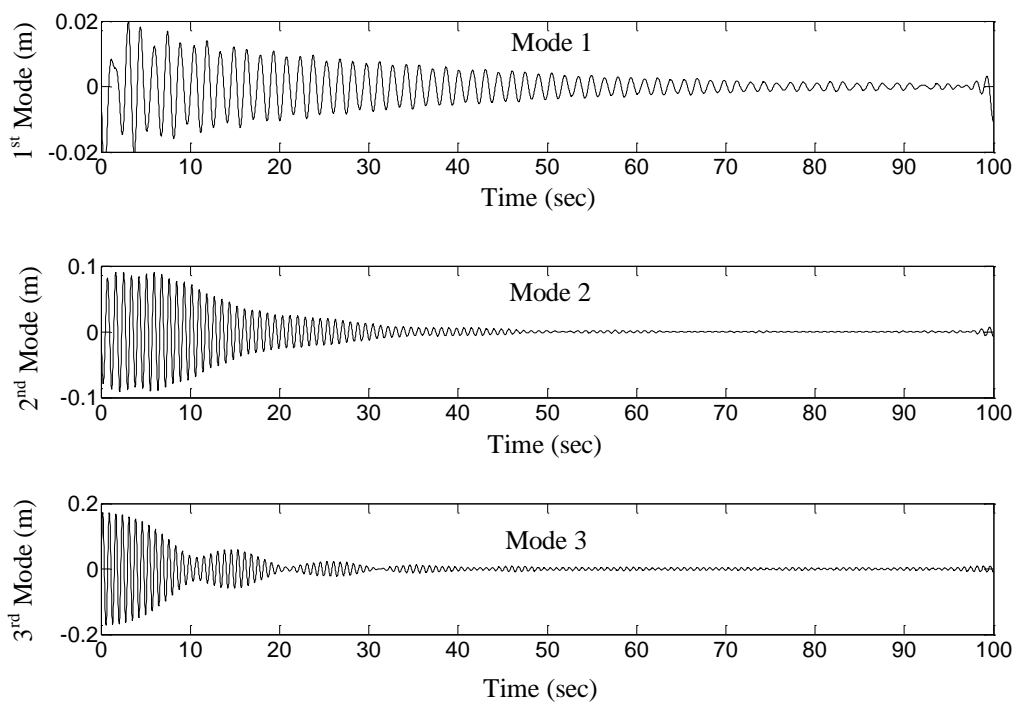 1st Mode (m)
0.02
0
-0.02
Mode 1
0 10 20 30 40 50 60 70 80 90 100
Time (sec)
2nd Mode (m)
0.1
0
-0.1
Mode 2
0 10 20 30 40 50 60 70 80 90 100
Time (sec)
3rd Mode (m)
0.2
0
-0.2
Mode 3
0 10 20 30 40 50 60 70 80 90 100
Time (sec)